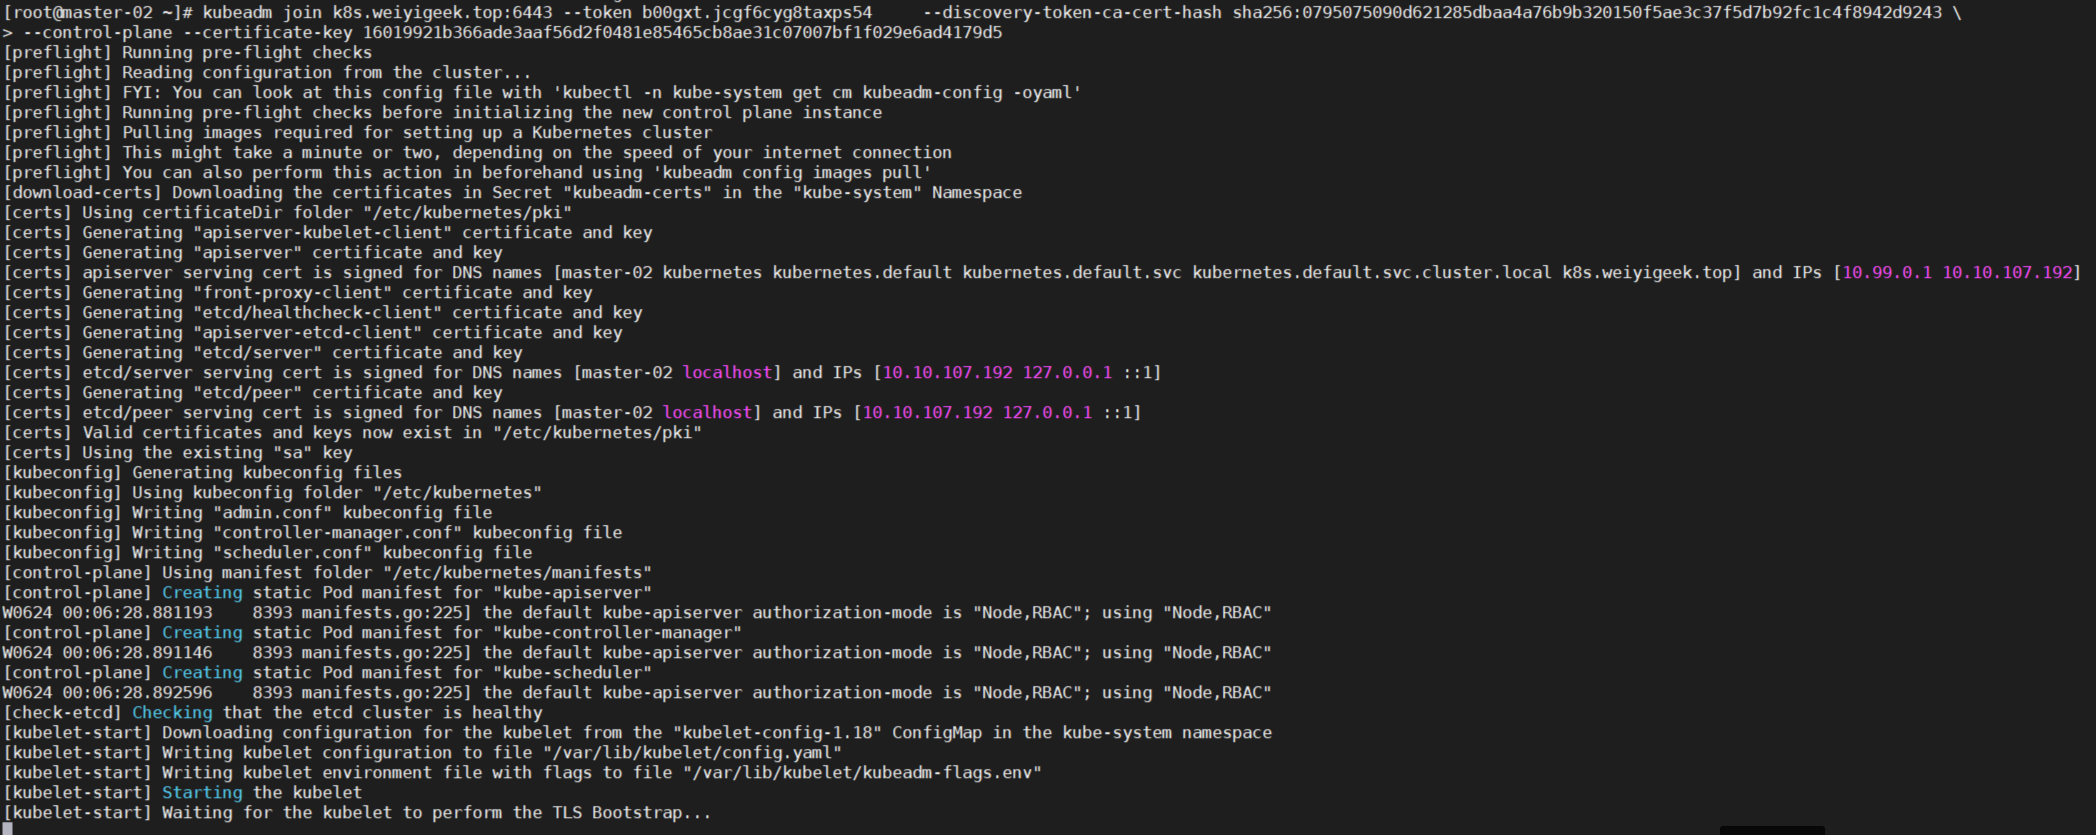 [root@master-02 ~]# kubeadm join k8s.weiyigeek.top:6443 --token b00gxt.jcgf6cyg8taxps54     --discovery-token-ca-cert-hash sha256:0795075090d621285dbaa4a76b9b320150f5ae3c37f5d7b92fc1c4f8942d9243 \
> --control-plane --certificate-key 16019921b366ade3aaf56d2f0481e85465cb8ae31c07007bf1f029e6ad4179d5
[preflight] Running pre-flight checks
[preflight] Reading configuration from the cluster...
[preflight] FYI: You can look at this config file with 'kubectl -n kube-system get cm kubeadm-config -oyaml'
[preflight] Running pre-flight checks before initializing the new control plane instance
[preflight] Pulling images required for setting up a Kubernetes cluster
[preflight] This might take a minute or two, depending on the speed of your internet connection
[preflight] You can also perform this action in beforehand using 'kubeadm config images pull'
[download-certs] Downloading the certificates in Secret "kubeadm-certs" in the "kube-system" Namespace
[certs] Using certificateDir folder "/etc/kubernetes/pki"
[certs] Generating "apiserver-kubelet-client" certificate and key
[certs] Generating "apiserver" certificate and key
[certs] apiserver serving cert is signed for DNS names [master-02 kubernetes kubernetes.default kubernetes.default.svc kubernetes.default.svc.cluster.local k8s.weiyigeek.top] and IPs [10.99.0.1 10.10.107.192]
[certs] Generating "front-proxy-client" certificate and key
[certs] Generating "etcd/healthcheck-client" certificate and key
[certs] Generating "apiserver-etcd-client" certificate and key
[certs] Generating "etcd/server" certificate and key
[certs] etcd/server serving cert is signed for DNS names [master-02 localhost] and IPs [10.10.107.192 127.0.0.1 ::1]
[certs] Generating "etcd/peer" certificate and key
[certs] etcd/peer serving cert is signed for DNS names [master-02 localhost] and IPs [10.10.107.192 127.0.0.1 ::1]
[certs] Valid certificates and keys now exist in "/etc/kubernetes/pki"
[certs] Using the existing "sa" key
[kubeconfig] Generating kubeconfig files
[kubeconfig] Using kubeconfig folder "/etc/kubernetes"
[kubeconfig] Writing "admin.conf" kubeconfig file
[kubeconfig] Writing "controller-manager.conf" kubeconfig file
[kubeconfig] Writing "scheduler.conf" kubeconfig file
[control-plane] Using manifest folder "/etc/kubernetes/manifests"
[control-plane] Creating static Pod manifest for "kube-apiserver"
W0624 00:06:28.881193    8393 manifests.go:225] the default kube-apiserver authorization-mode is "Node,RBAC"; using "Node,RBAC"
[control-plane] Creating static Pod manifest for "kube-controller-manager"
W0624 00:06:28.891146    8393 manifests.go:225] the default kube-apiserver authorization-mode is "Node,RBAC"; using "Node,RBAC"
[control-plane] Creating static Pod manifest for "kube-scheduler"
W0624 00:06:28.892596    8393 manifests.go:225] the default kube-apiserver authorization-mode is "Node,RBAC"; using "Node,RBAC"
[check-etcd] Checking that the etcd cluster is healthy
[kubelet-start] Downloading configuration for the kubelet from the "kubelet-config-1.18" ConfigMap in the kube-system namespace
[kubelet-start] Writing kubelet configuration to file "/var/lib/kubelet/config.yaml"
[kubelet-start] Writing kubelet environment file with flags to file "/var/lib/kubelet/kubeadm-flags.env"
[kubelet-start] Starting the kubelet
[kubelet-start] Waiting for the kubelet to perform the TLS Bootstrap...